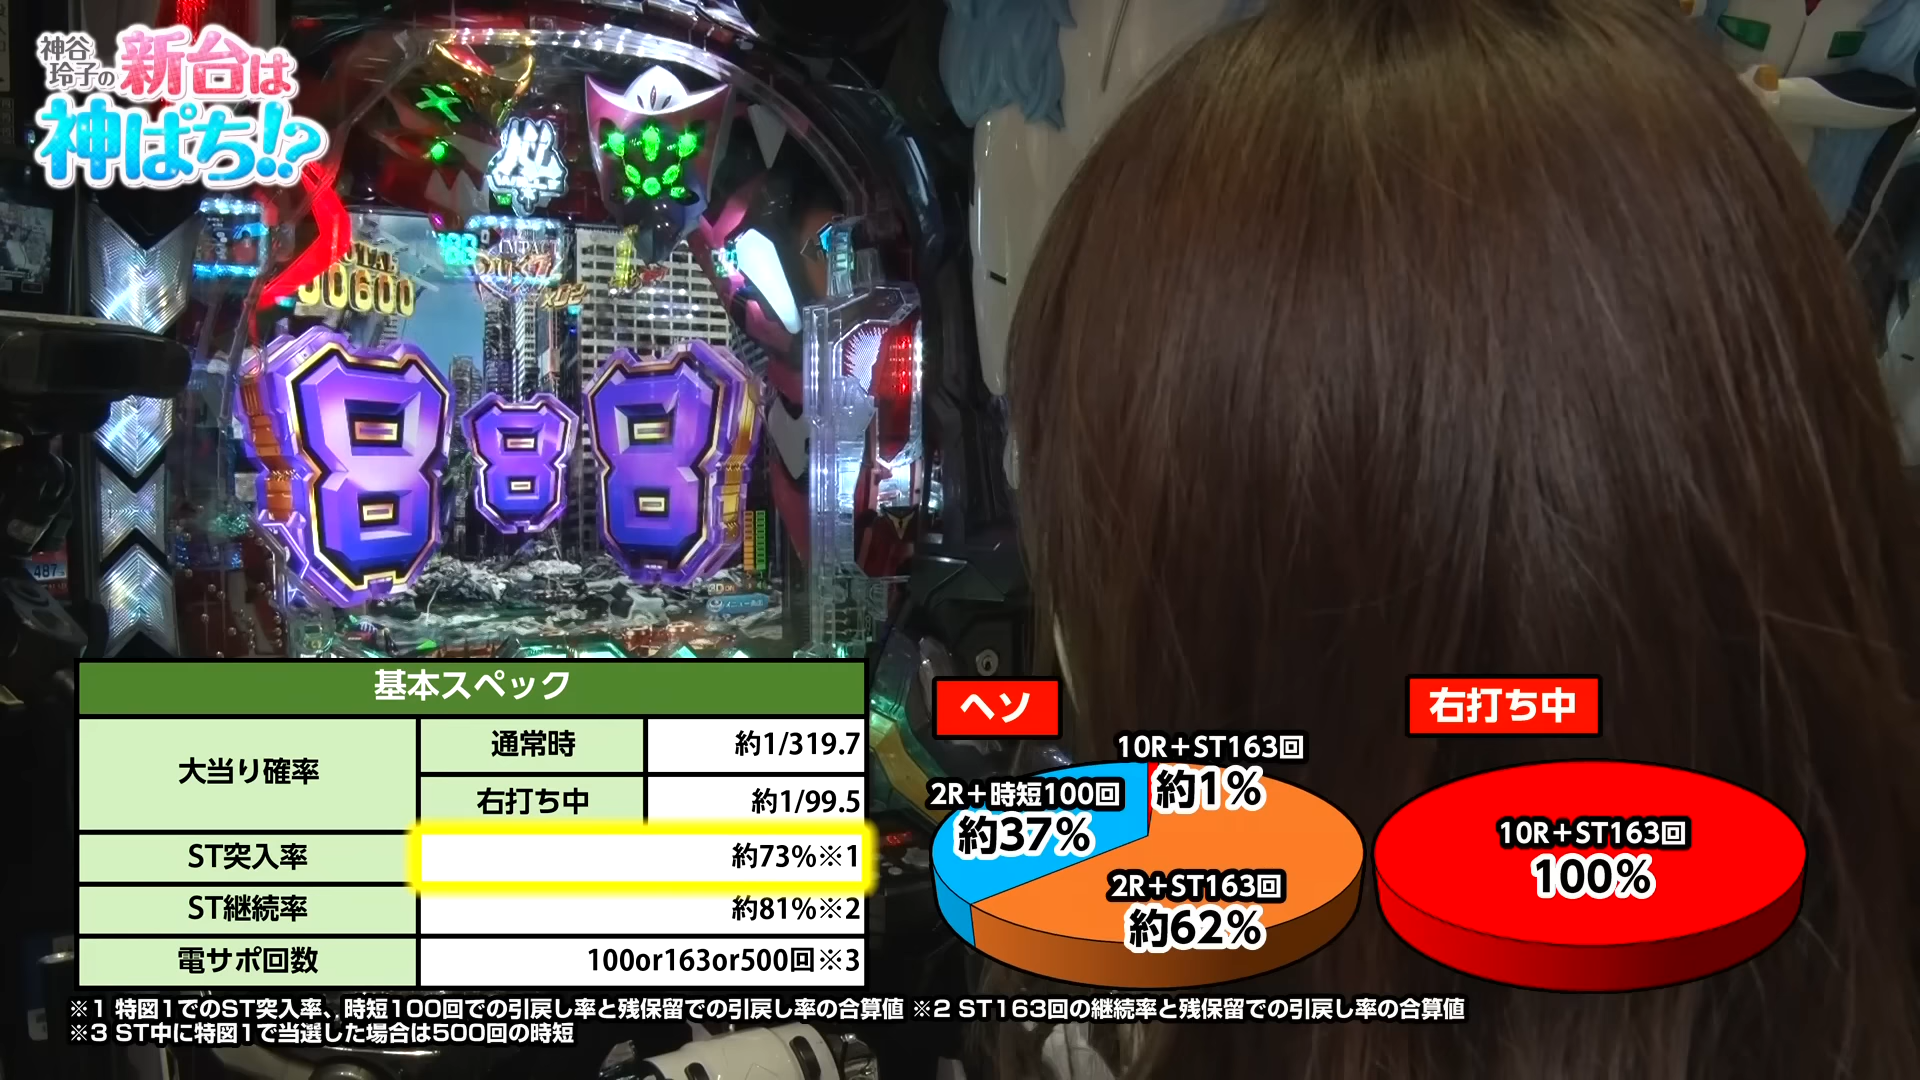 神谷
玲子の
新台は
神ぱち!?
TOTAL
00600
IMPACT
×02
8
8
8
487
基本スペック
大当り確率
通常時
約1/319.7
右打ち中
約1/99.5
ST突入率
約73%※1
ST継続率
約81%※2
電サポ回数
100or163or500回※3
ヘソ
10R＋ST163回
約1%
2R＋時短100回
約37%
2R＋ST163回
約62%
右打ち中
10R＋ST163回
100%
※1 特図1でのST突入率、時短100回での引戻し率と残保留での引戻し率の合算値 ※2 ST163回の継続率と残保留での引戻し率の合算値
※3 ST中に特図1で当選した場合は500回の時短